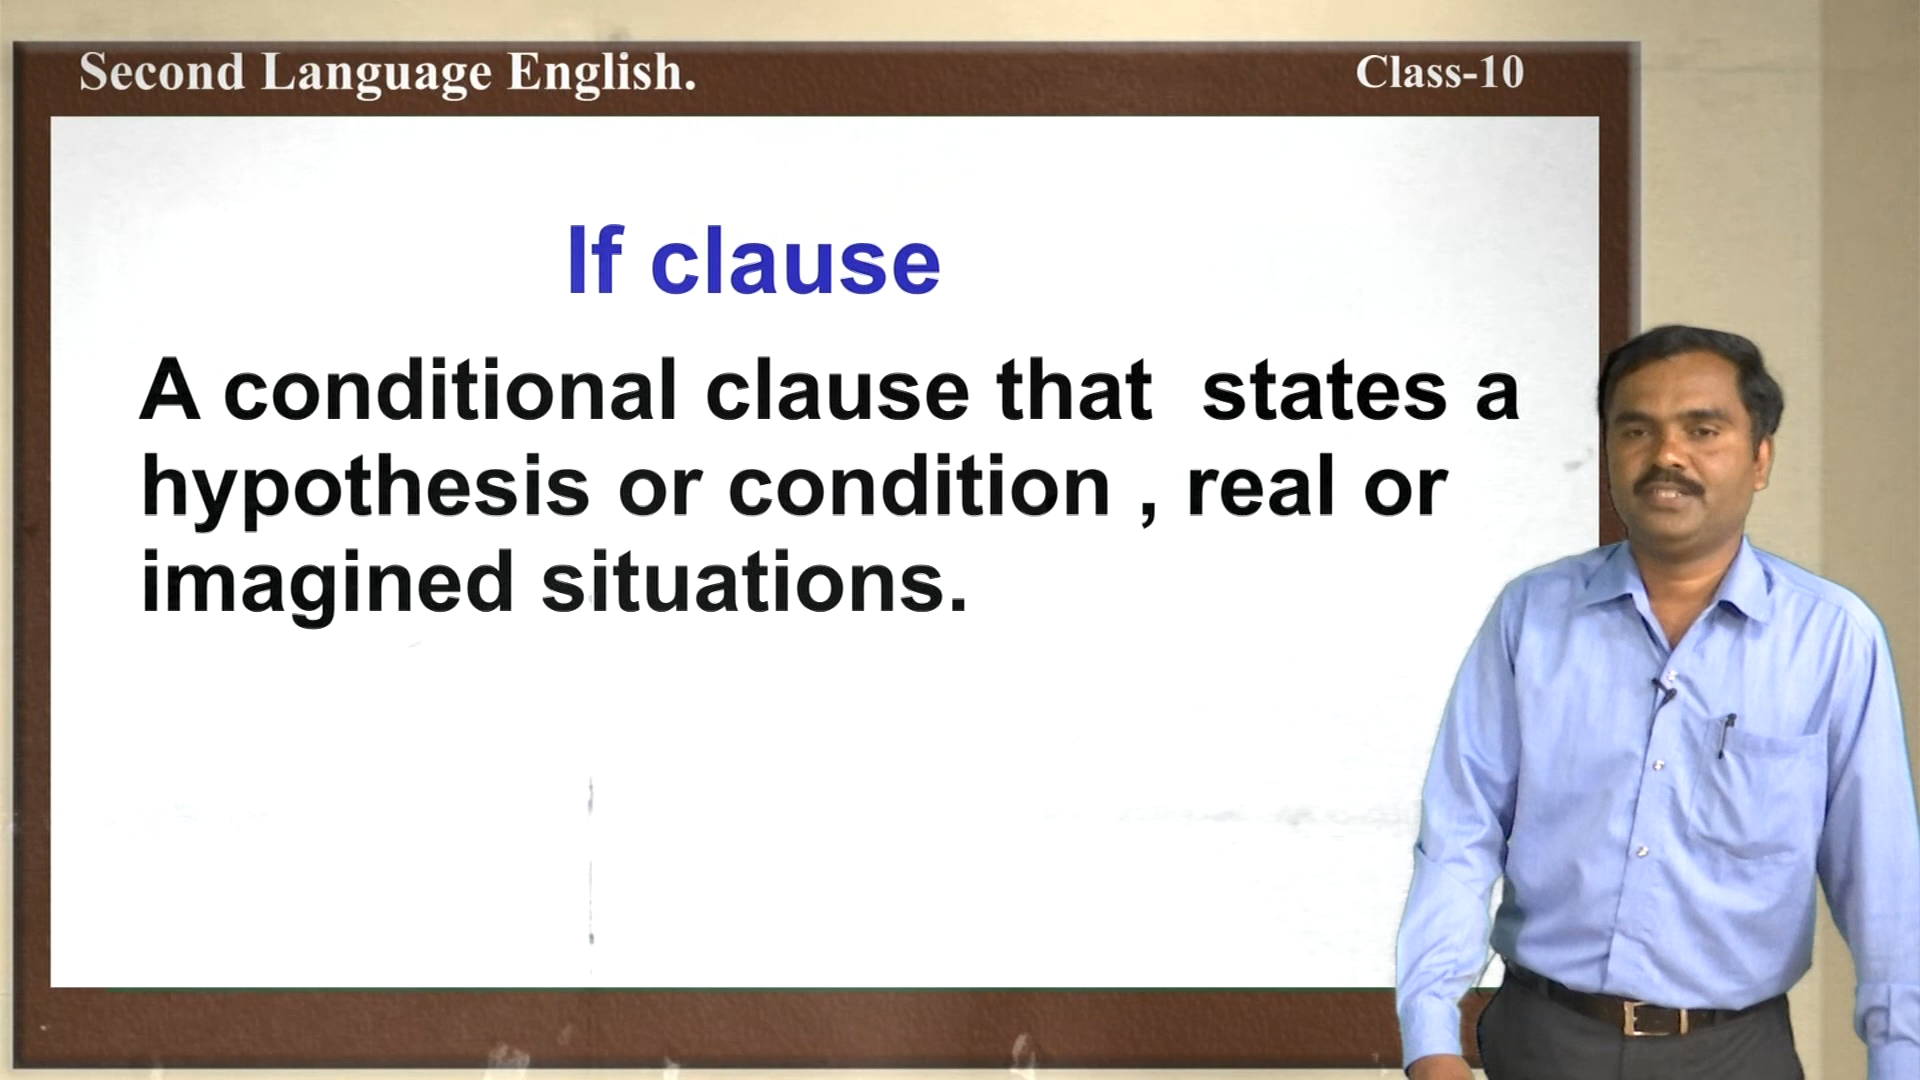 Second Language English.
Class-10
If clause
A conditional clause that states a
hypothesis or condition , real or
imagined situations.